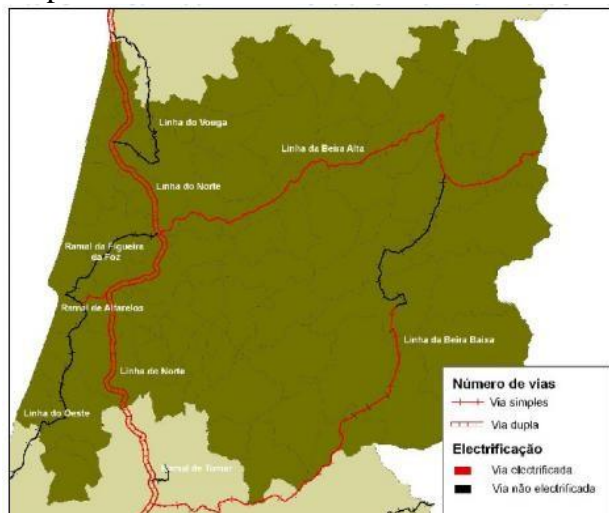 Linha do Vouga
Linha da Beira Alta
Linha do Norte
Ramal da Figueira
da Foz
Ramal de Alfarelos
Linha da Beira Baixa
Linha do Norte
Linha do Oeste
Ramal de Tomar
Número de vias
Via simples
Via dupla
Electrificação
Via electrificada
Via não electrificada